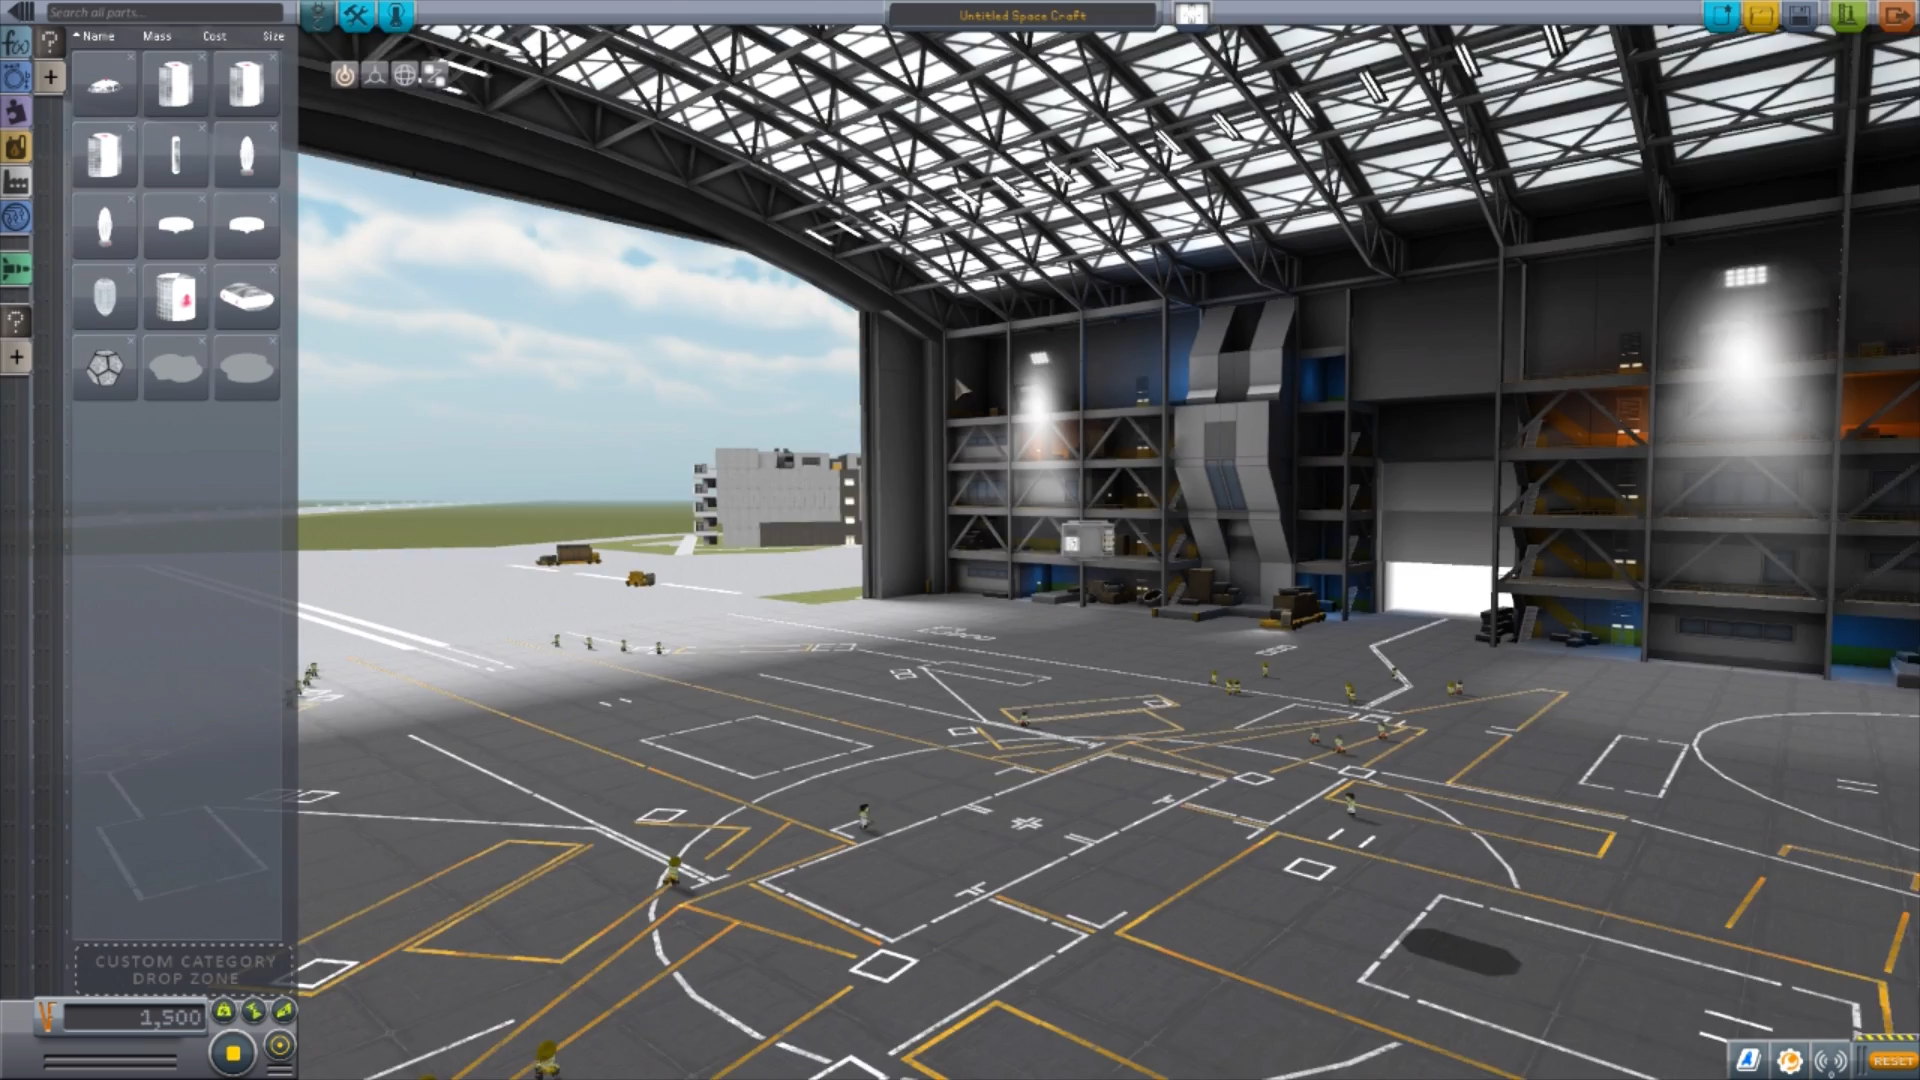 Search all parts...
Untitled Space Craft
Name Mass Cost Size
f(x)
CUSTOM CATEGORY
DROP ZONE
1,500
RESET